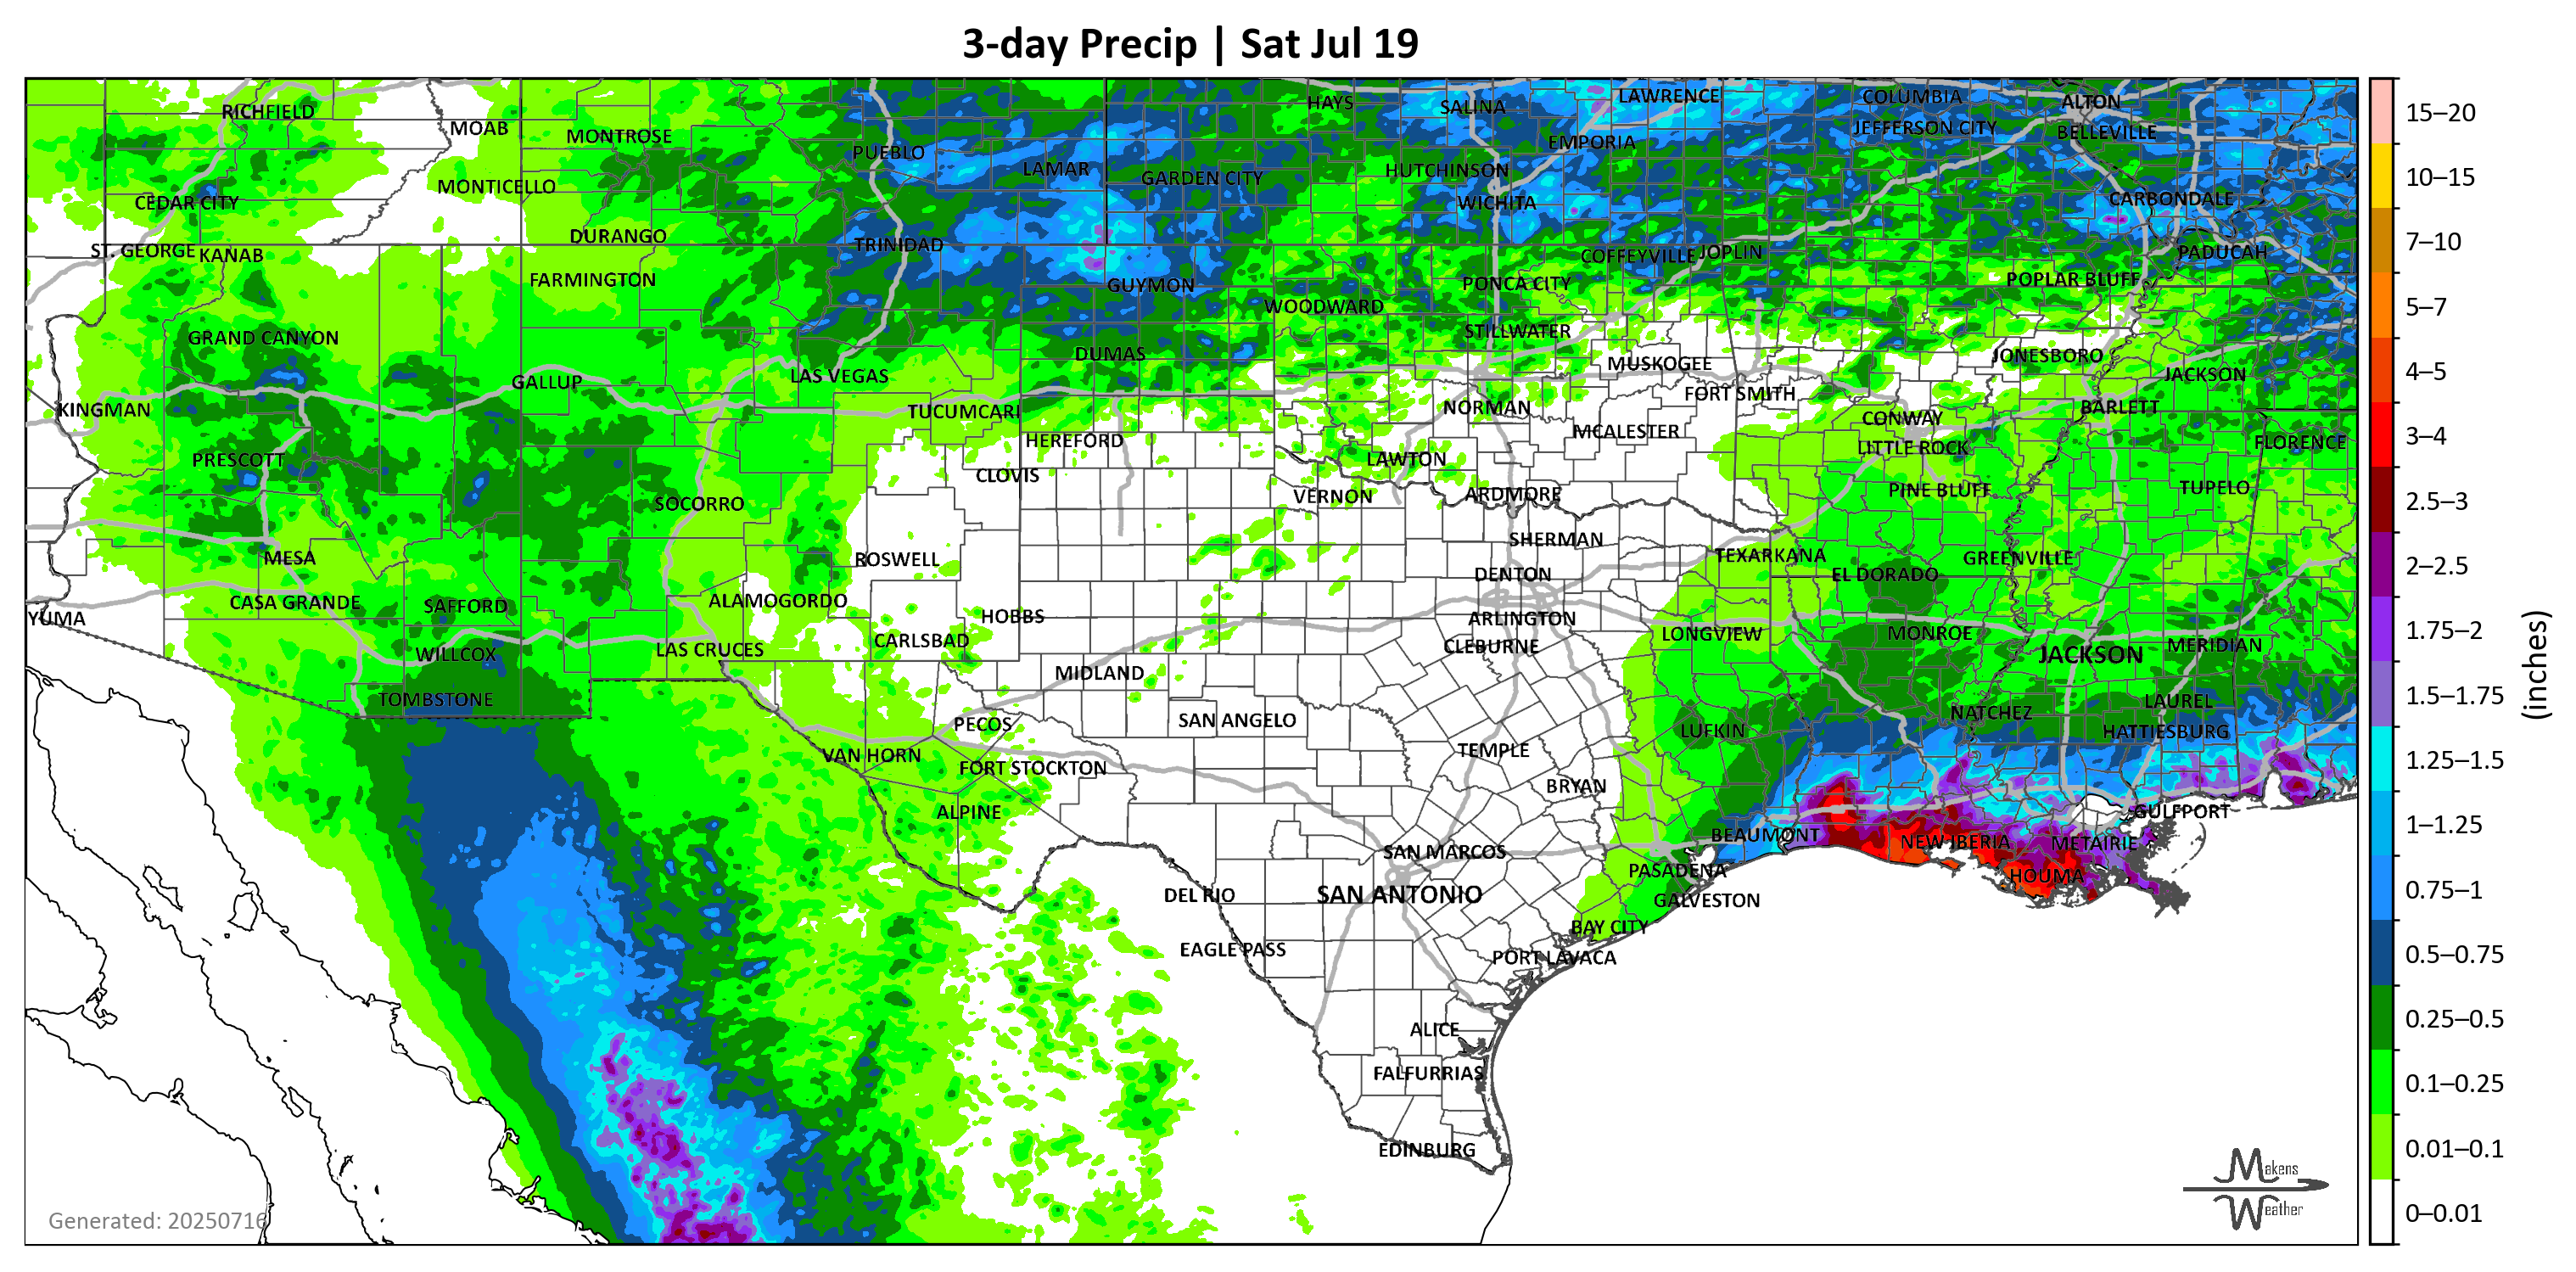 3-day Precip | Sat Jul 19
RICHFIELD
MOAB
MONTROSE
PUEBLO
LAMAR
HAYS
SALINA
LAWRENCE
COLUMBIA
ALTON
JEFFERSON CITY
BELLEVILLE
EMPORIA
GARDEN CITY
HUTCHINSON
MONTICELLO
CEDAR CITY
WICHITA
CARBONDALE
DURANGO
TRINIDAD
ST. GEORGE
KANAB
COFFEYVILLE
JOPLIN
PADUCAH
FARMINGTON
GUYMON
PONCA CITY
POPLAR BLUFF
WOODWARD
GRAND CANYON
STILLWATER
DUMAS
MUSKOGEE
JONESBORO
GALLUP
LAS VEGAS
JACKSON
FORT SMITH
KINGMAN
TUCUMCARI
NORMAN
CONWAY
BARLETT
HEREFORD
MCALESTER
LITTLE ROCK
FLORENCE
PRESCOTT
CLOVIS
LAWTON
SOCORRO
VERNON
ARDMORE
PINE BLUFF
TUPELO
MESA
ROSWELL
SHERMAN
TEXARKANA
GREENVILLE
DENTON
EL DORADO
CASA GRANDE
SAFFORD
ALAMOGORDO
YUMA
HOBBS
ARLINGTON
LONGVIEW
MONROE
WILLCOX
LAS CRUCES
CARLSBAD
CLEBURNE
JACKSON
MERIDIAN
MIDLAND
TOMBSTONE
PECOS
SAN ANGELO
NATCHEZ
LAUREL
LUFKIN
HATTIESBURG
VAN HORN
FORT STOCKTON
TEMPLE
BRYAN
ALPINE
GULFPORT
BEAUMONT
NEW IBERIA
METAIRIE
SAN MARCOS
PASADENA
HOUMA
DEL RIO
SAN ANTONIO
GALVESTON
BAY CITY
EAGLE PASS
PORT LAVACA
ALICE
FALFURRIAS
EDINBURG
Generated: 20250716
Makens
Weather
15–20
10–15
7–10
5–7
4–5
3–4
2.5–3
2–2.5
1.75–2
1.5–1.75
1.25–1.5
1–1.25
0.75–1
0.5–0.75
0.25–0.5
0.1–0.25
0.01–0.1
0–0.01
(inches)